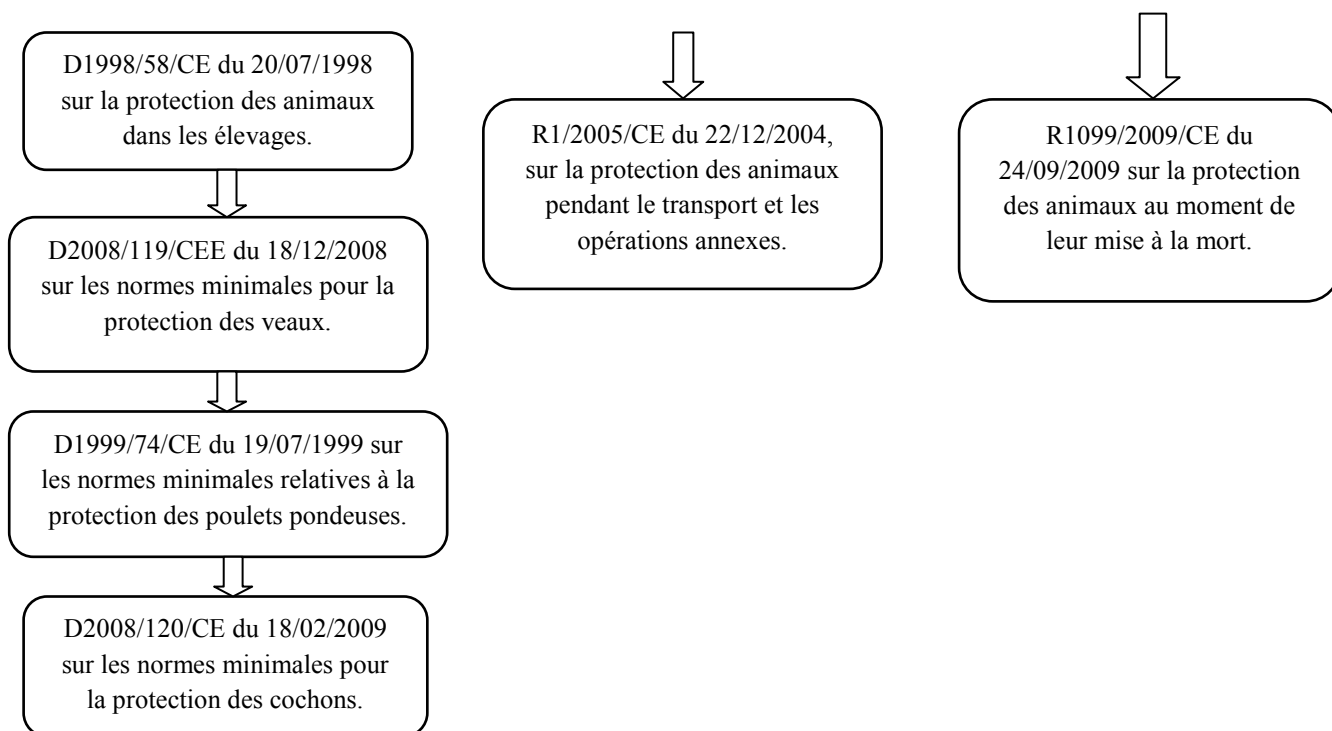 D1998/58/CE du 20/07/1998
sur la protection des animaux
dans les élevages.
D2008/119/CEE du 18/12/2008
sur les normes minimales pour la
protection des veaux.
D1999/74/CE du 19/07/1999 sur
les normes minimales relatives à la
protection des poulets pondeuses.
D2008/120/CE du 18/02/2009
sur les normes minimales pour
la protection des cochons.
R1/2005/CE du 22/12/2004,
sur la protection des animaux
pendant le transport et les
opérations annexes.
R1099/2009/CE du
24/09/2009 sur la protection
des animaux au moment de
leur mise à la mort.